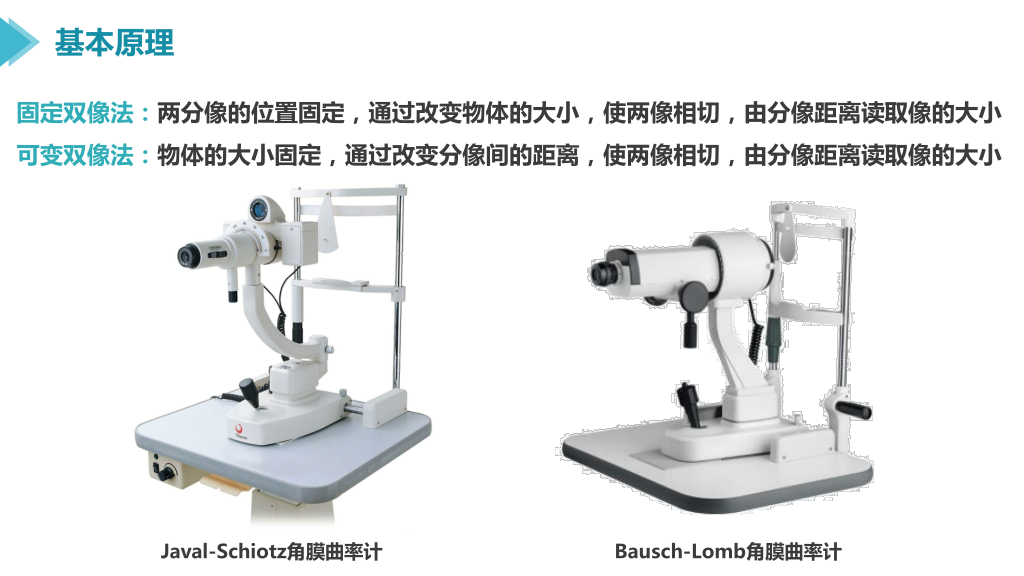 基本原理
固定双像法：两分像的位置固定，通过改变物体的大小，使两像相切，由分像距离读取像的大小
可变双像法：物体的大小固定，通过改变分像间的距离，使两像相切，由分像距离读取像的大小
Javal-Schiotz角膜曲率计
Bausch-Lomb角膜曲率计